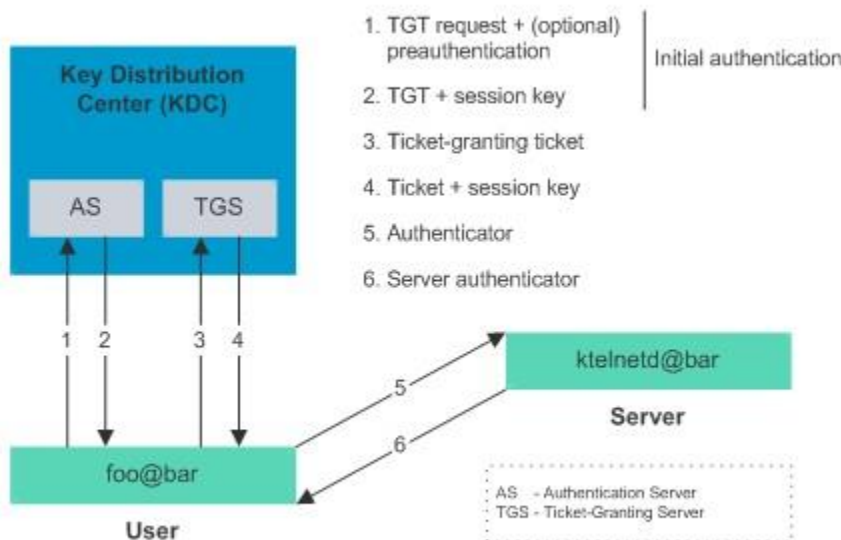 1. TGT request + (optional)
preauthentication
Initial authentication
2. TGT + session key
3. Ticket-granting ticket
4. Ticket + session key
5. Authenticator
6. Server authenticator
Key Distribution
Center (KDC)
AS
TGS
1
2
3
4
5
6
ktelnetd@bar
Server
foo@bar
User
AS - Authentication Server
TGS - Ticket-Granting Server